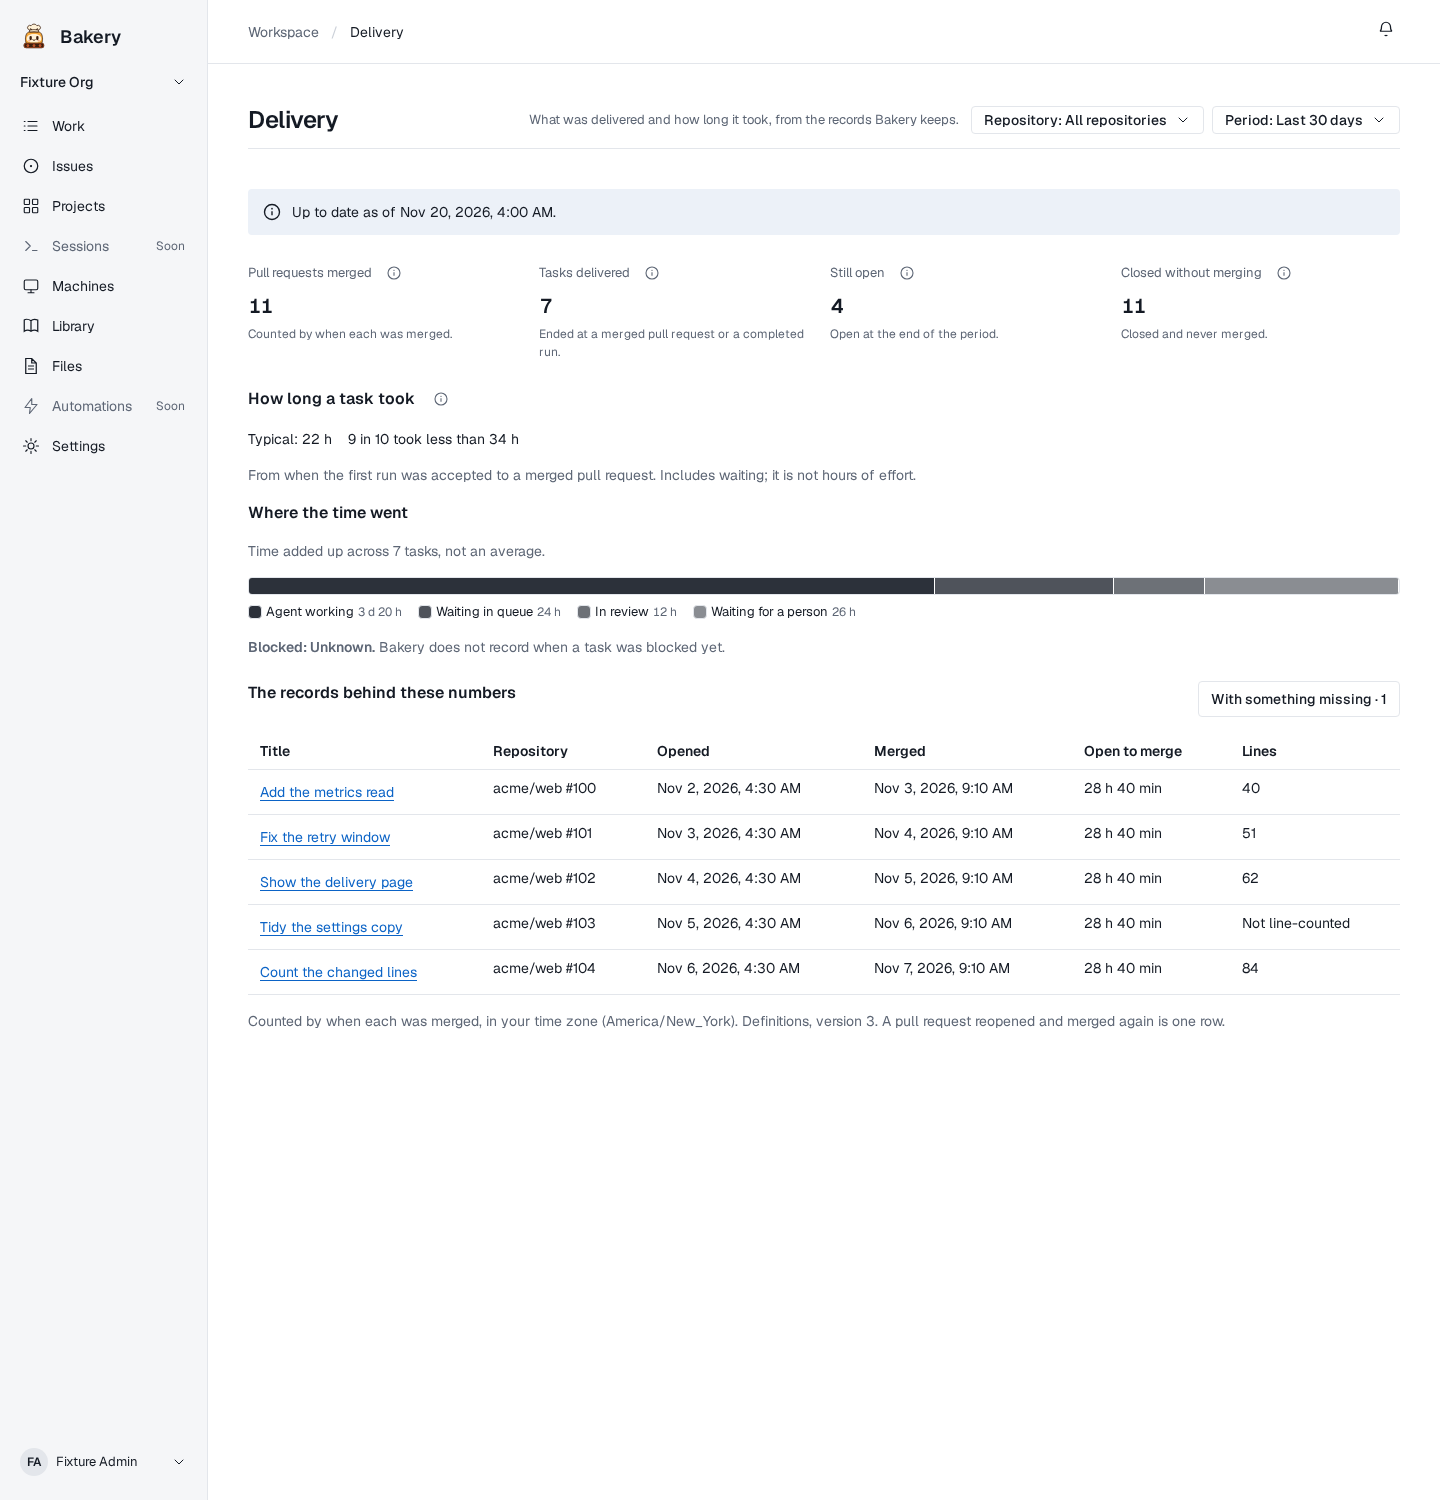 Bakery
Fixture Org
Work
Issues
Projects
Sessions Soon
Machines
Library
Files
Automations Soon
Settings
FA Fixture Admin
Workspace / Delivery
Delivery
What was delivered and how long it took, from the records Bakery keeps.
Repository: All repositories
Period: Last 30 days
Up to date as of Nov 20, 2026, 4:00 AM.
Pull requests merged
11
Counted by when each was merged.
Tasks delivered
7
Ended at a merged pull request or a completed
run.
Still open
4
Open at the end of the period.
Closed without merging
11
Closed and never merged.
How long a task took
Typical: 22 h 9 in 10 took less than 34 h
From when the first run was accepted to a merged pull request. Includes waiting; it is not hours of effort.
Where the time went
Time added up across 7 tasks, not an average.
Agent working 3 d 20 h Waiting in queue 24 h In review 12 h Waiting for a person 26 h
Blocked: Unknown. Bakery does not record when a task was blocked yet.
The records behind these numbers
With something missing · 1
Title Repository Opened Merged Open to merge Lines
Add the metrics read acme/web #100 Nov 2, 2026, 4:30 AM Nov 3, 2026, 9:10 AM 28 h 40 min 40
Fix the retry window acme/web #101 Nov 3, 2026, 4:30 AM Nov 4, 2026, 9:10 AM 28 h 40 min 51
Show the delivery page acme/web #102 Nov 4, 2026, 4:30 AM Nov 5, 2026, 9:10 AM 28 h 40 min 62
Tidy the settings copy acme/web #103 Nov 5, 2026, 4:30 AM Nov 6, 2026, 9:10 AM 28 h 40 min Not line-counted
Count the changed lines acme/web #104 Nov 6, 2026, 4:30 AM Nov 7, 2026, 9:10 AM 28 h 40 min 84
Counted by when each was merged, in your time zone (America/New_York). Definitions, version 3. A pull request reopened and merged again is one row.